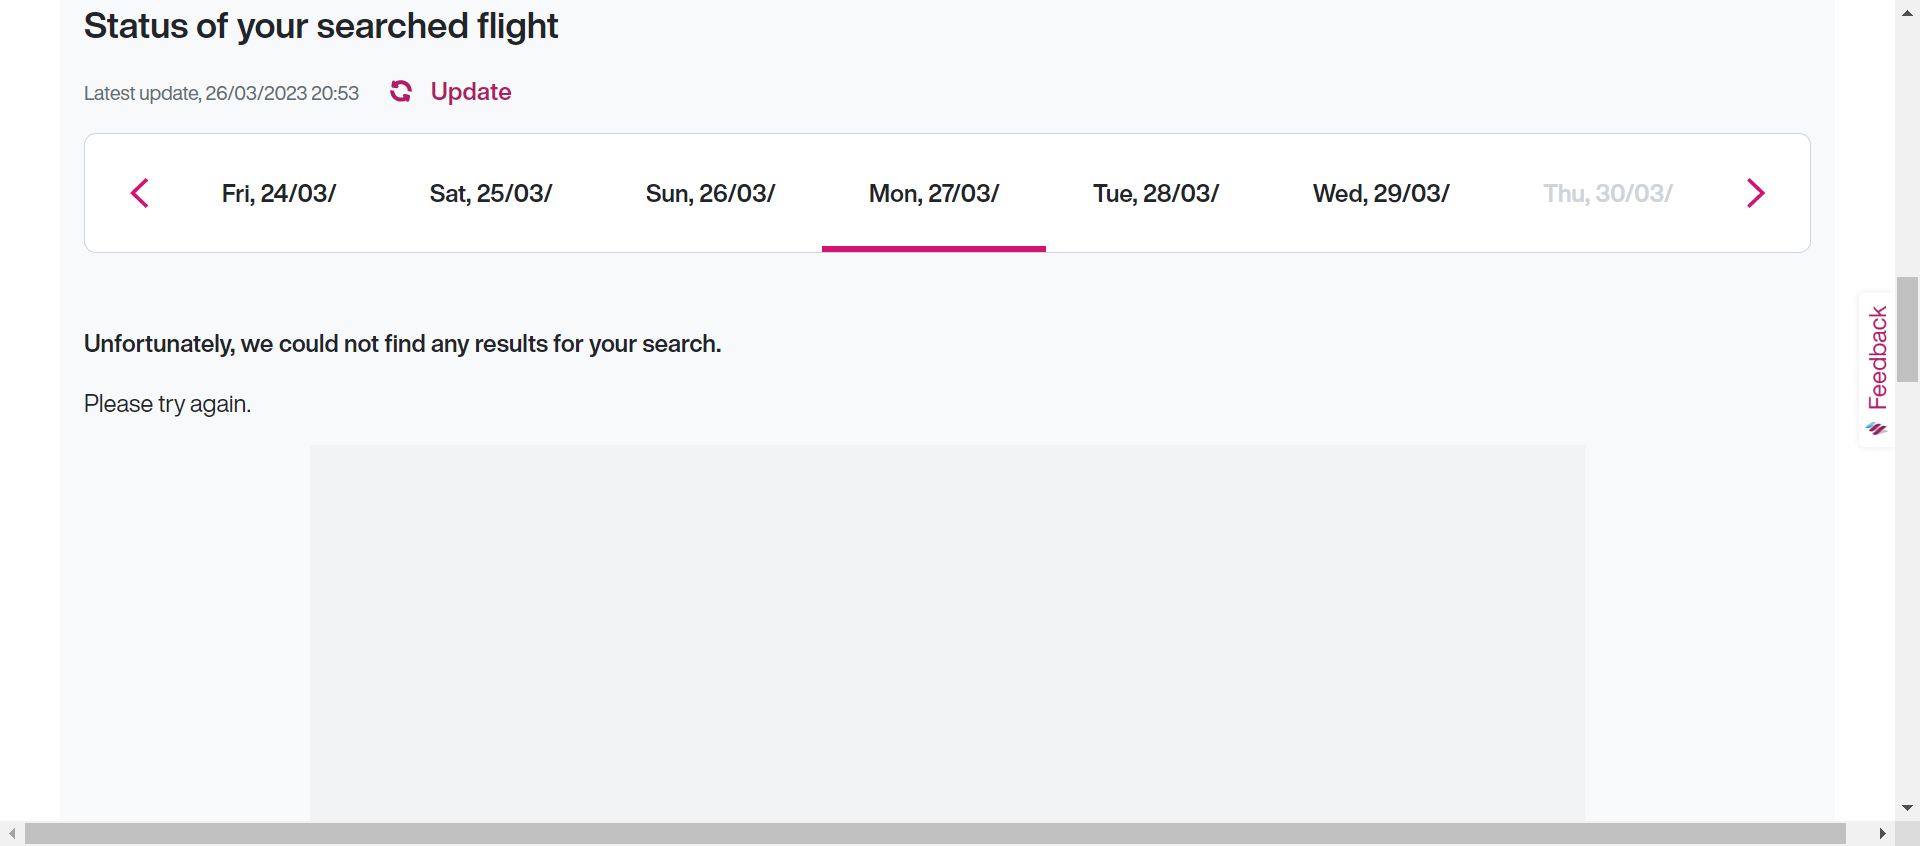 Status of your searched flight
Latest update, 26/03/2023 20:53 Update
Fri, 24/03/ Sat, 25/03/ Sun, 26/03/ Mon, 27/03/ Tue, 28/03/ Wed, 29/03/ Thu, 30/03/
Unfortunately, we could not find any results for your search.
Please try again.
Feedback